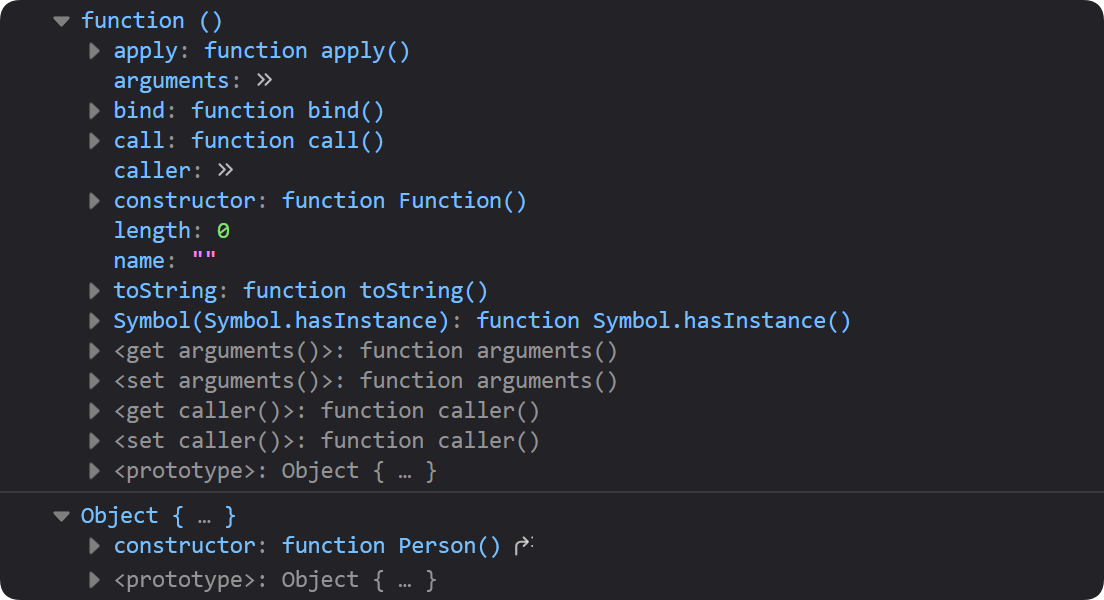 function ()
apply: function apply()
arguments: »
bind: function bind()
call: function call()
caller: »
constructor: function Function()
length: 0
name: ""
toString: function toString()
Symbol(Symbol.hasInstance): function Symbol.hasInstance()
<get arguments()>: function arguments()
<set arguments()>: function arguments()
<get caller()>: function caller()
<set caller()>: function caller()
<prototype>: Object { … }
Object { … }
constructor: function Person()
<prototype>: Object { … }